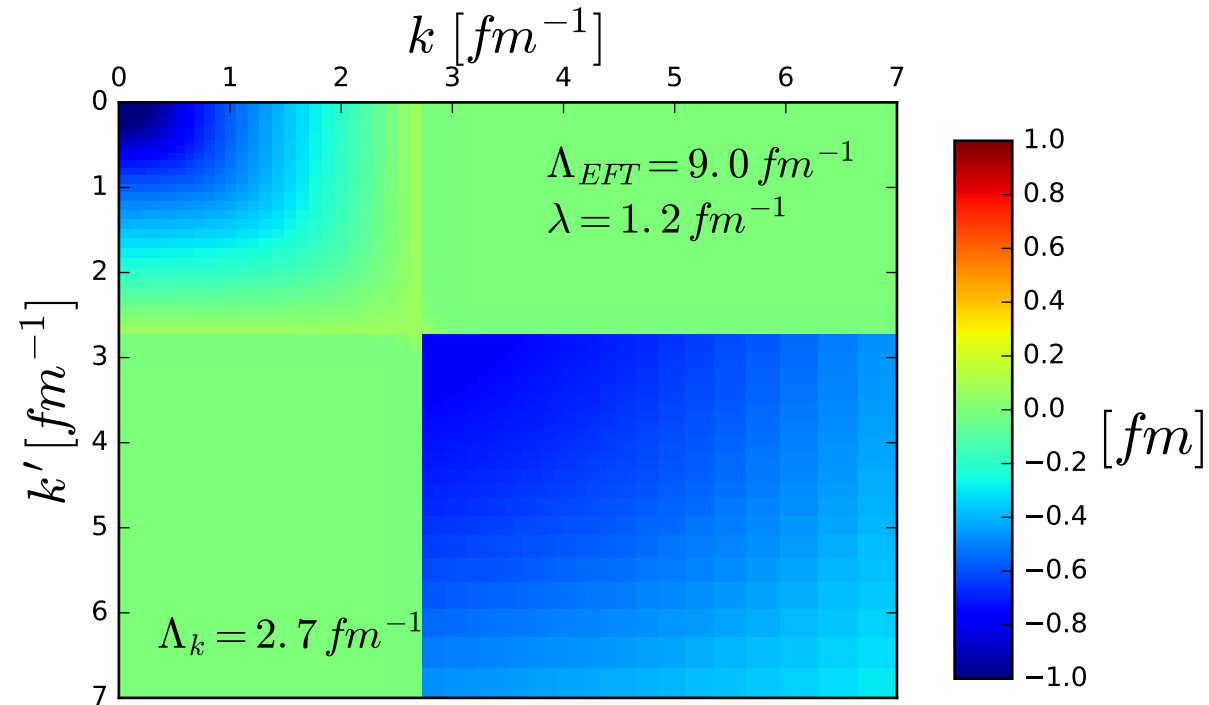 k [fm⁻¹]
0 1 2 3 4 5 6 7
0
1
2
3
4
5
6
7
k′ [fm⁻¹]
Λ_EFT = 9.0 fm⁻¹
λ = 1.2 fm⁻¹
Λ_k = 2.7 fm⁻¹
1.0
0.8
0.6
0.4
0.2
0.0
−0.2
−0.4
−0.6
−0.8
−1.0
[fm]